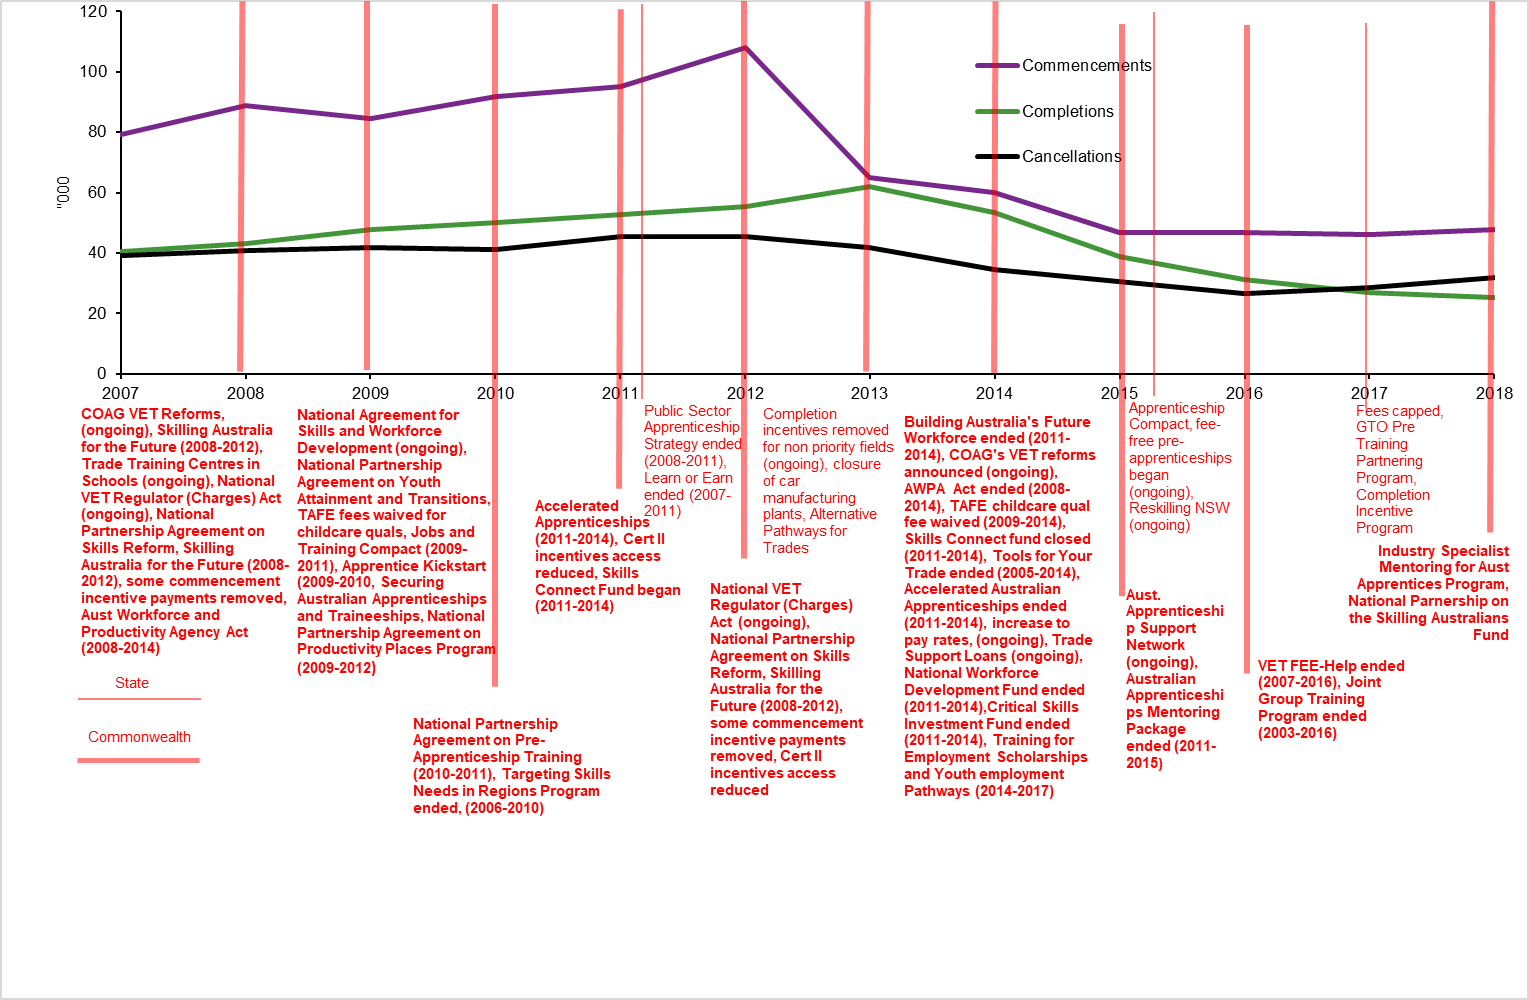 120
100
80
60
40
20
0
"000
Commencements
Completions
Cancellations
2007
2008
2009
2010
2011
2012
2013
2014
2015
2016
2017
2018
COAG VET Reforms,
(ongoing), Skilling Australia
for the Future (2008-2012),
Trade Training Centres in
Schools (ongoing), National
VET Regulator (Charges) Act
(ongoing), National
Partnership Agreement on
Skills Reform, Skilling
Australia for the Future (2008-
2012), some commencement
incentive payments removed,
Aust Workforce and
Productivity Agency Act
(2008-2014)
National Agreement for
Skills and Workforce
Development (ongoing),
National Partnership
Agreement on Youth
Attainment and Transitions,
TAFE fees waived for
childcare quals, Jobs and
Training Compact (2009-
2011), Apprentice Kickstart
(2009-2010, Securing
Australian Apprenticeships
and Traineeships, National
Partnership Agreement on
Productivity Places Program
(2009-2012)
National Partnership
Agreement on Pre-
Apprenticeship Training
(2010-2011), Targeting Skills
Needs in Regions Program
ended, (2006-2010)
Accelerated
Apprenticeships
(2011-2014), Cert II
incentives access
reduced, Skills
Connect Fund began
(2011-2014)
Public Sector
Apprenticeship
Strategy ended
(2008-2011),
Learn or Earn
ended (2007-
2011)
National VET
Regulator (Charges)
Act (ongoing),
National Partnership
Agreement on Skills
Reform, Skilling
Australia for the
Future (2008-2012),
some commencement
incentive payments
removed, Cert II
incentives access
reduced
Completion
incentives removed
for non priority fields
(ongoing), closure
of car
manufacturing
plants, Alternative
Pathways for
Trades
Building Australia's Future
Workforce ended (2011-
2014), COAG's VET reforms
announced (ongoing),
AWPA Act ended (2008-
2014), TAFE childcare qual
fee waived (2009-2014),
Skills Connect fund closed
(2011-2014), Tools for Your
Trade ended (2005-2014),
Accelerated Australian
Apprenticeships ended
(2011-2014), increase to
pay rates, (ongoing), Trade
Support Loans (ongoing),
National Workforce
Development Fund ended
(2011-2014),Critical Skills
Investment Fund ended
(2011-2014), Training for
Employment Scholarships
and Youth employment
Pathways (2014-2017)
Apprenticeship
Compact, fee-
free pre-
apprenticeships
began
(ongoing),
Reskilling NSW
(ongoing)
Aust.
Apprenticeshi
p Support
Network
(ongoing),
Australian
Apprenticeshi
ps Mentoring
Package
ended (2011-
2015)
VET FEE-Help ended
(2007-2016), Joint
Group Training
Program ended
(2003-2016)
Fees capped,
GTO Pre
Training
Partnering
Program,
Completion
Incentive
Program
Industry Specialist
Mentoring for Aust
Apprentices Program,
National Parnership on
the Skilling Australians
Fund
State
Commonwealth